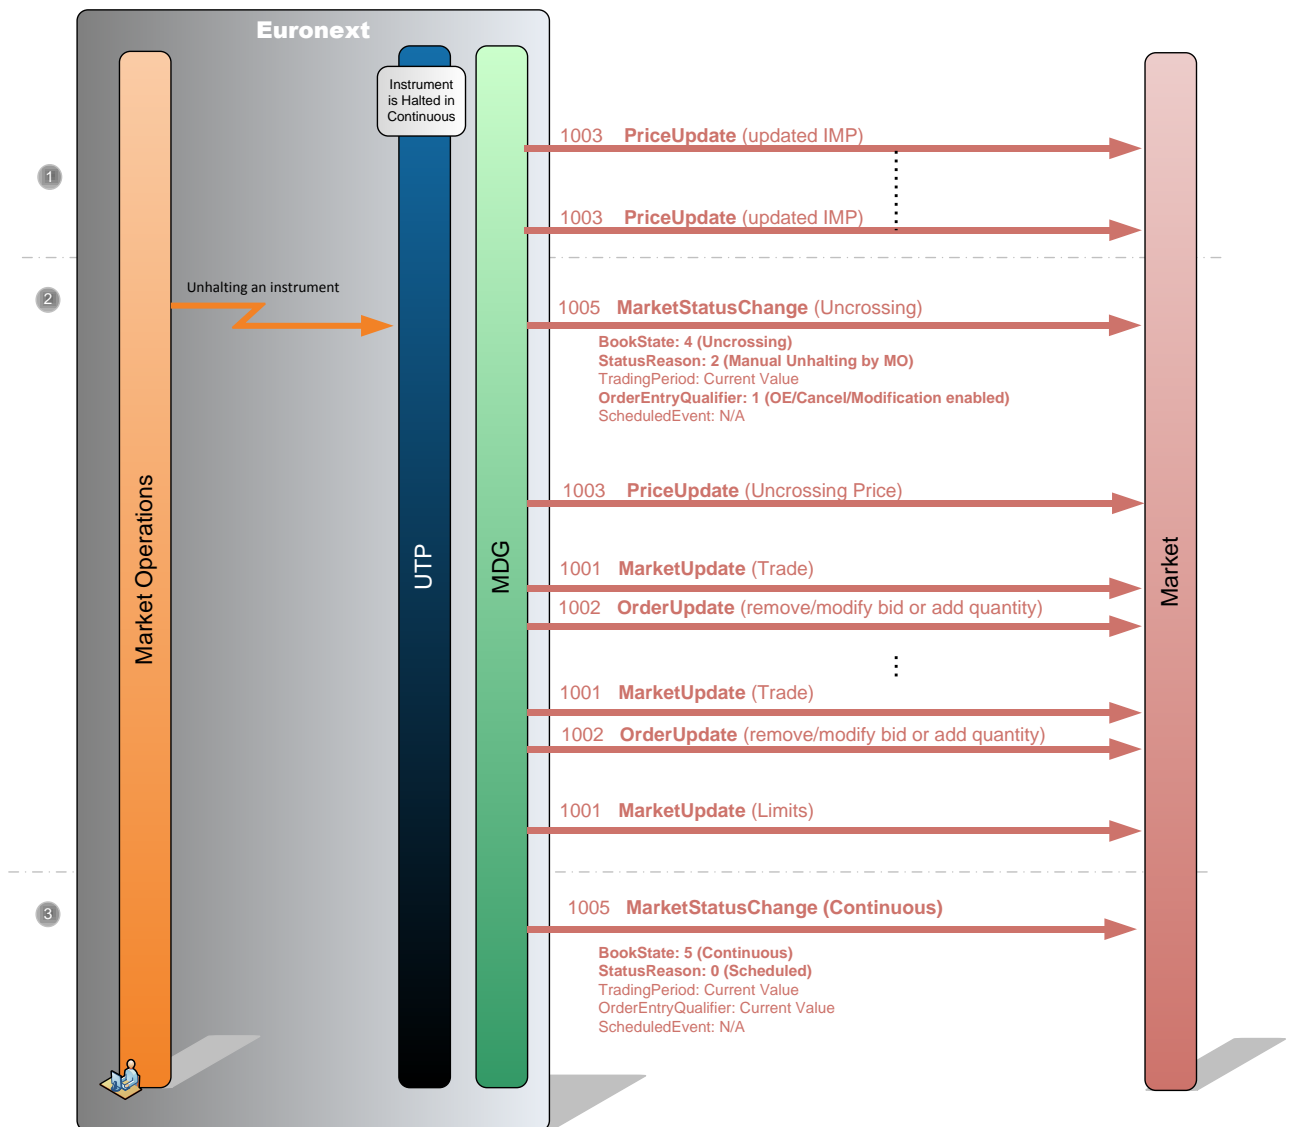 Euronext
Instrument
is Halted in
Continuous
1003 PriceUpdate (updated IMP)
1
1003 PriceUpdate (updated IMP)
2
Unhalting an instrument
1005 MarketStatusChange (Uncrossing)
BookState: 4 (Uncrossing)
StatusReason: 2 (Manual Unhalting by MO)
TradingPeriod: Current Value
OrderEntryQualifier: 1 (OE/Cancel/Modification enabled)
ScheduledEvent: N/A
1003 PriceUpdate (Uncrossing Price)
Market Operations
UTP
MDG
Market
1001 MarketUpdate (Trade)
1002 OrderUpdate (remove/modify bid or add quantity)
1001 MarketUpdate (Trade)
1002 OrderUpdate (remove/modify bid or add quantity)
1001 MarketUpdate (Limits)
3
1005 MarketStatusChange (Continuous)
BookState: 5 (Continuous)
StatusReason: 0 (Scheduled)
TradingPeriod: Current Value
OrderEntryQualifier: Current Value
ScheduledEvent: N/A